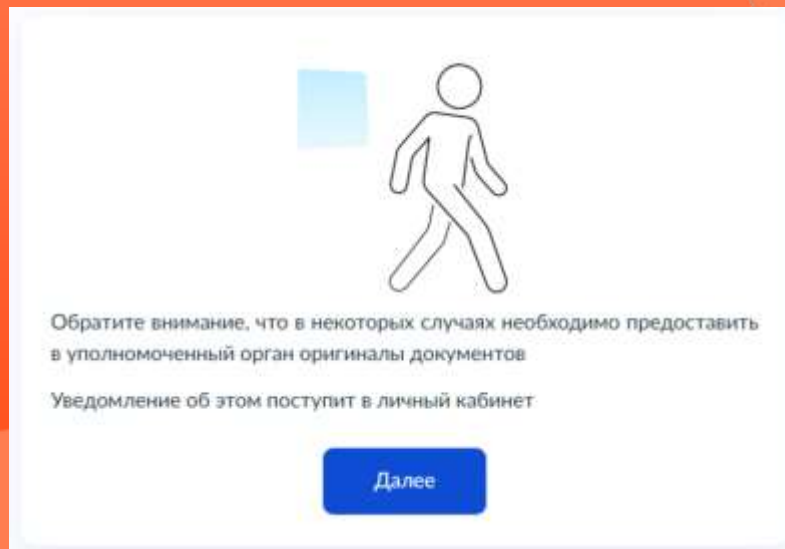 Обратите внимание, что в некоторых случаях необходимо предоставить
в уполномоченный орган оригиналы документов
Уведомление об этом поступит в личный кабинет
Далее